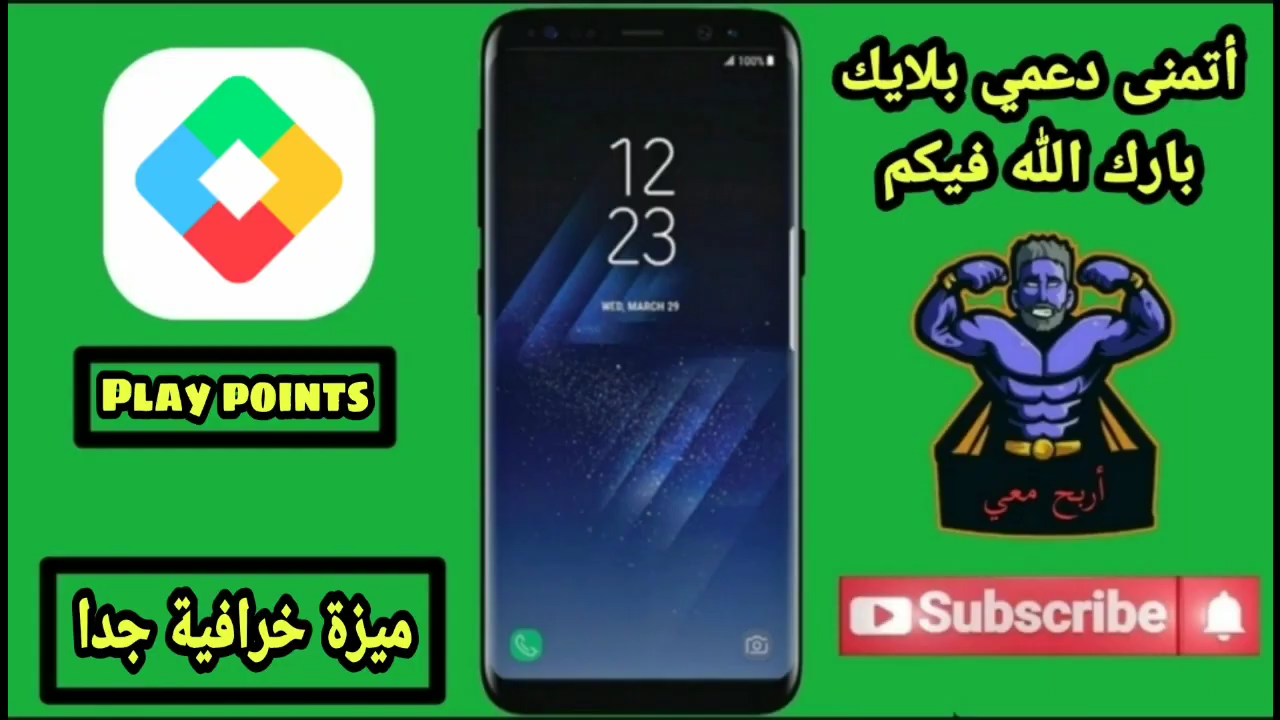 أتمنى دعمي بلايك
بارك الله فيكم
100%
12
23
WED, MARCH 29
PLAY POINTS
أربح معي
ميزة خرافية جدا
Subscribe